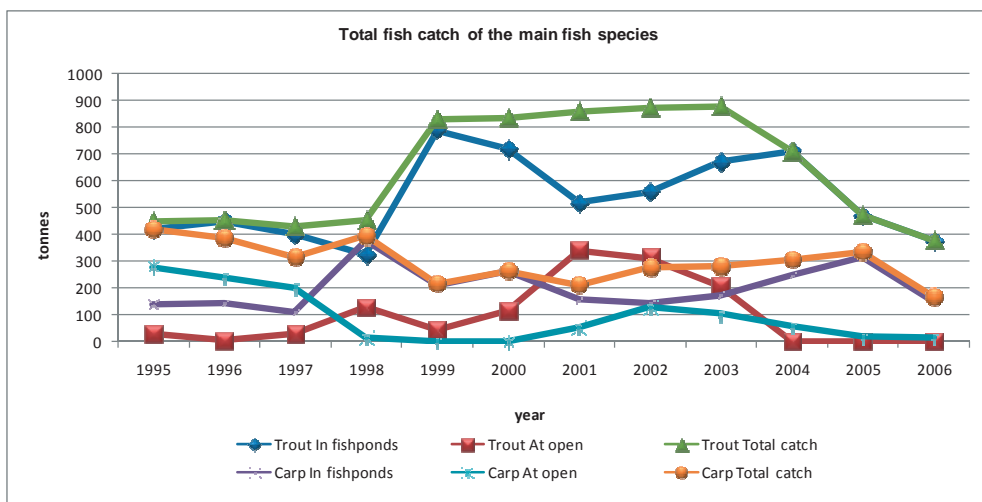 Total fish catch of the main fish species
1000
900
800
700
600
500
400
300
200
100
0
tonnes
1995 1996 1997 1998 1999 2000 2001 2002 2003 2004 2005 2006
year
Trout In fishponds Trout At open Trout Total catch
Carp In fishponds Carp At open Carp Total catch